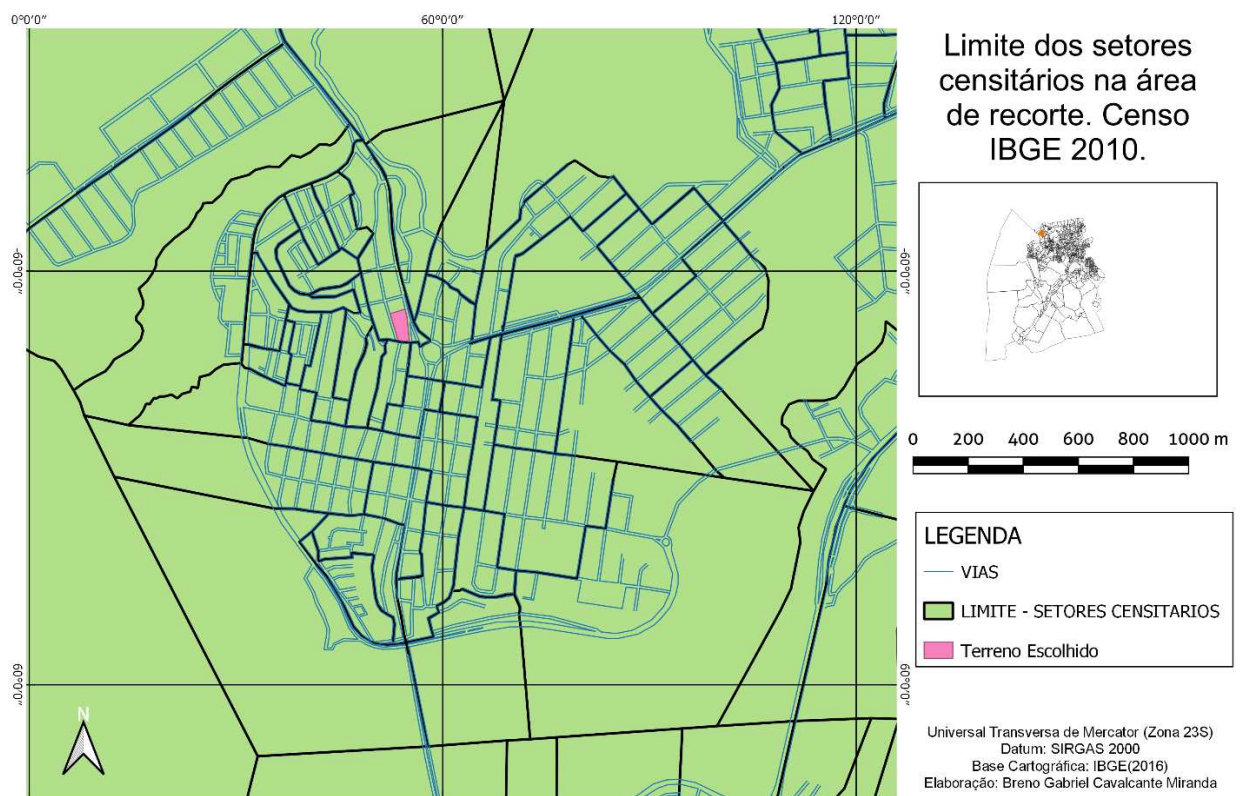 0°0'0"
60°0'0"
120°0'0"
-60°0'0"
-60°0'0"
60°0'0"
60°0'0"
N
Limite dos setores
censitários na área
de recorte. Censo
IBGE 2010.
0 200 400 600 800 1000 m
LEGENDA
VIAS
LIMITE - SETORES CENSITARIOS
Terreno Escolhido
Universal Transversa de Mercator (Zona 23S)
Datum: SIRGAS 2000
Base Cartográfica: IBGE(2016)
Elaboração: Breno Gabriel Cavalcante Miranda